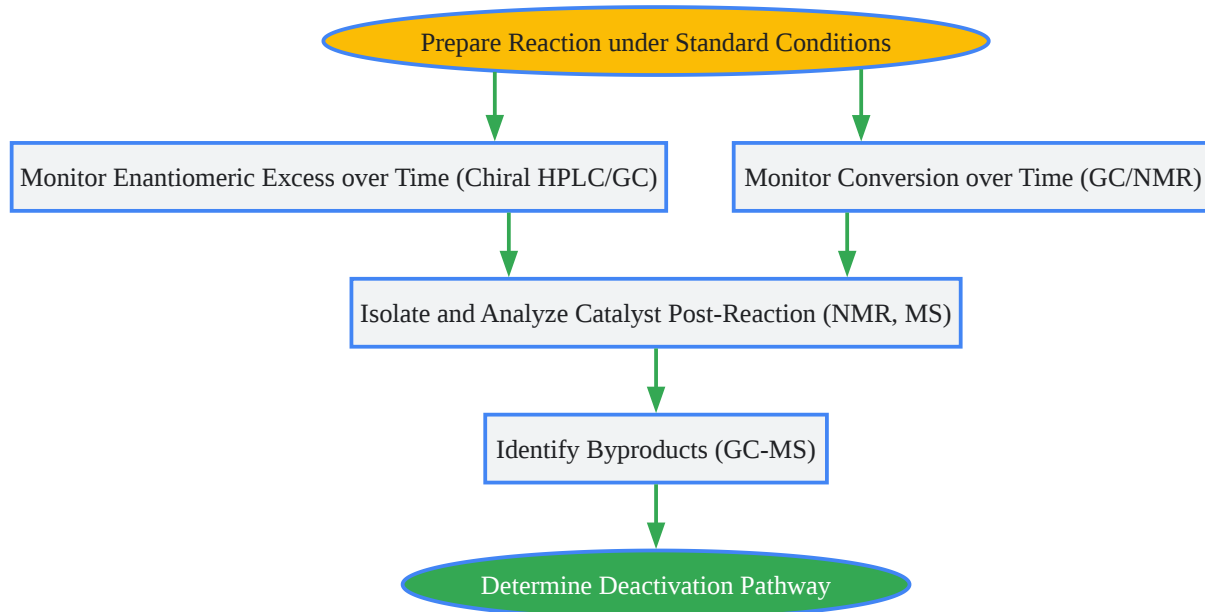 Prepare Reaction under Standard Conditions
Monitor Enantiomeric Excess over Time (Chiral HPLC/GC)
Monitor Conversion over Time (GC/NMR)
Isolate and Analyze Catalyst Post-Reaction (NMR, MS)
Identify Byproducts (GC-MS)
Determine Deactivation Pathway